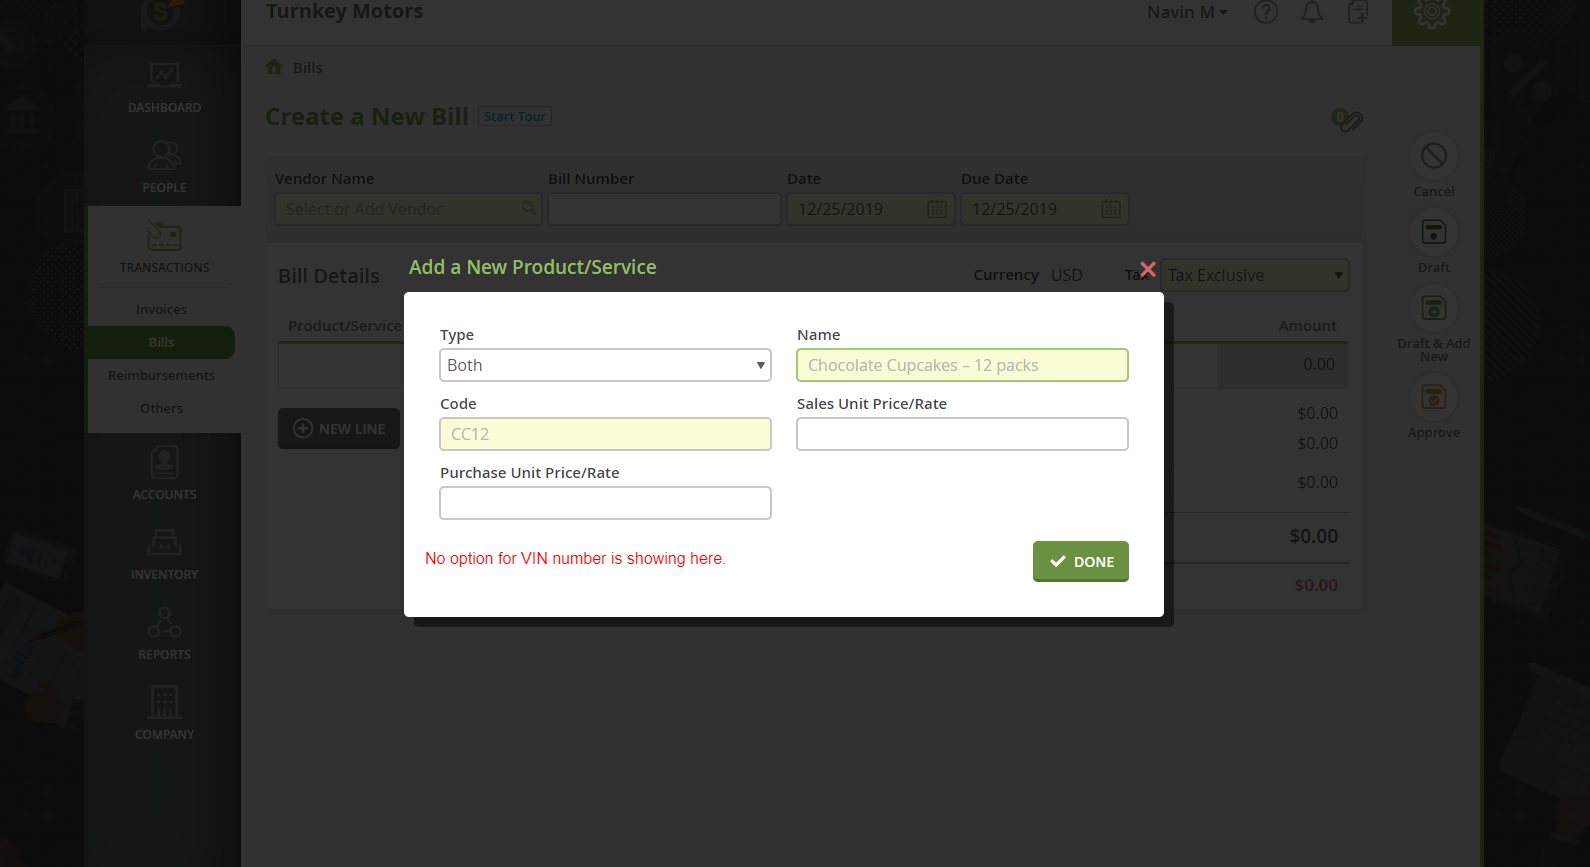 Turnkey Motors
Navin M
S
DASHBOARD
PEOPLE
TRANSACTIONS
Invoices
Bills
Reimbursements
Others
ACCOUNTS
INVENTORY
REPORTS
COMPANY
Bills
Create a New Bill
Start Tour
0
Vendor Name
Bill Number
Date
Due Date
Select or Add Vendor
12/25/2019
12/25/2019
Bill Details
Currency USD
Tax
Tax Exclusive
Product/Service
Amount
0.00
NEW LINE
$0.00
$0.00
$0.00
$0.00
$0.00
Add a New Product/Service
Type
Name
Both
Chocolate Cupcakes – 12 packs
Code
Sales Unit Price/Rate
CC12
Purchase Unit Price/Rate
No option for VIN number is showing here.
DONE
Cancel
Draft
Draft & Add
New
Approve